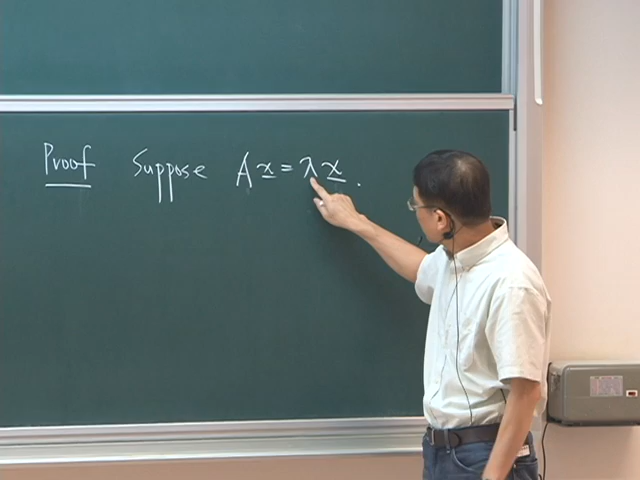 Proof Suppose Ax = λx.